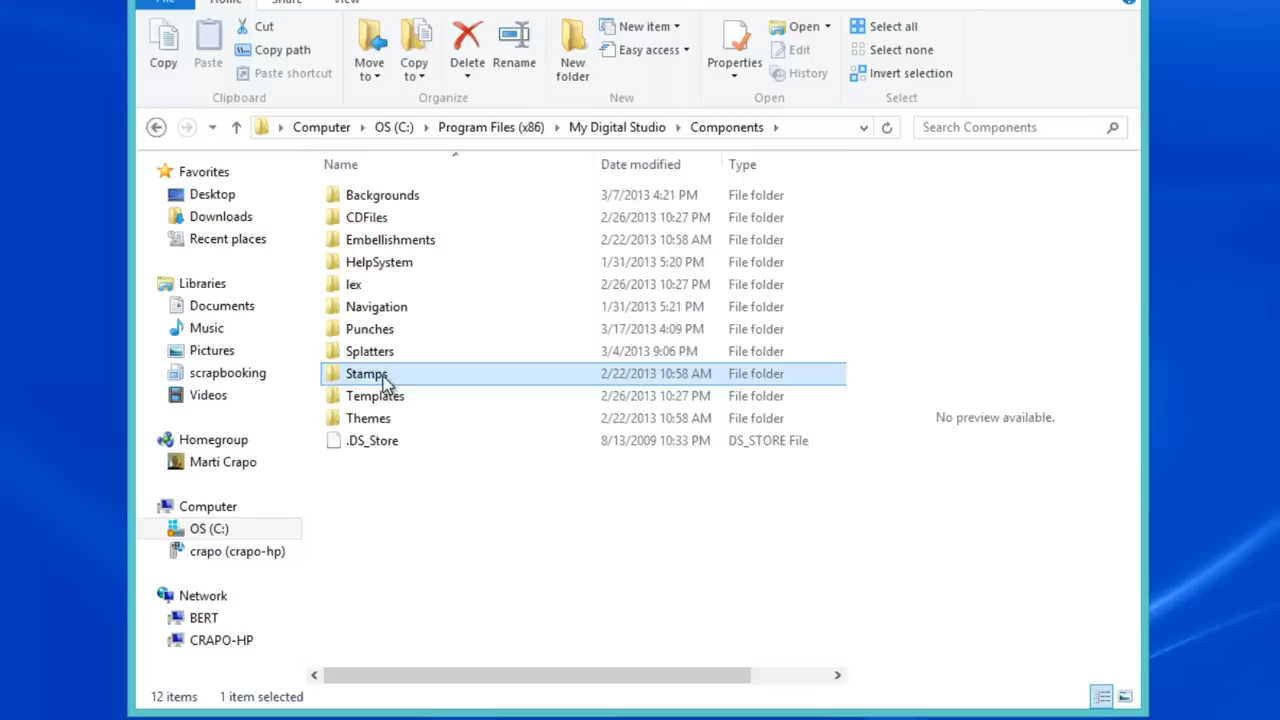 File Home Share View
Cut
New item
Open
Select all
Copy path
Easy access
Edit
Select none
Copy Paste
Paste shortcut
Move to
Copy to
Delete Rename
New folder
Properties
History
Invert selection
Clipboard Organize New Open Select
Computer OS (C:) Program Files (x86) My Digital Studio Components
Search Components
Name Date modified Type
Favorites
Desktop
Downloads
Recent places
Libraries
Documents
Music
Pictures
scrapbooking
Videos
Homegroup
Marti Crapo
Computer
OS (C:)
crapo (crapo-hp)
Network
BERT
CRAPO-HP
Backgrounds 3/7/2013 4:21 PM File folder
CDFiles 2/26/2013 10:27 PM File folder
Embellishments 2/22/2013 10:58 AM File folder
HelpSystem 1/31/2013 5:20 PM File folder
lex 2/26/2013 10:27 PM File folder
Navigation 1/31/2013 5:21 PM File folder
Punches 3/17/2013 4:09 PM File folder
Splatters 3/4/2013 9:06 PM File folder
Stamps 2/22/2013 10:58 AM File folder
Templates 2/26/2013 10:27 PM File folder
Themes 2/22/2013 10:58 AM File folder
.DS_Store 8/13/2009 10:33 PM DS_STORE File
No preview available.
12 items 1 item selected